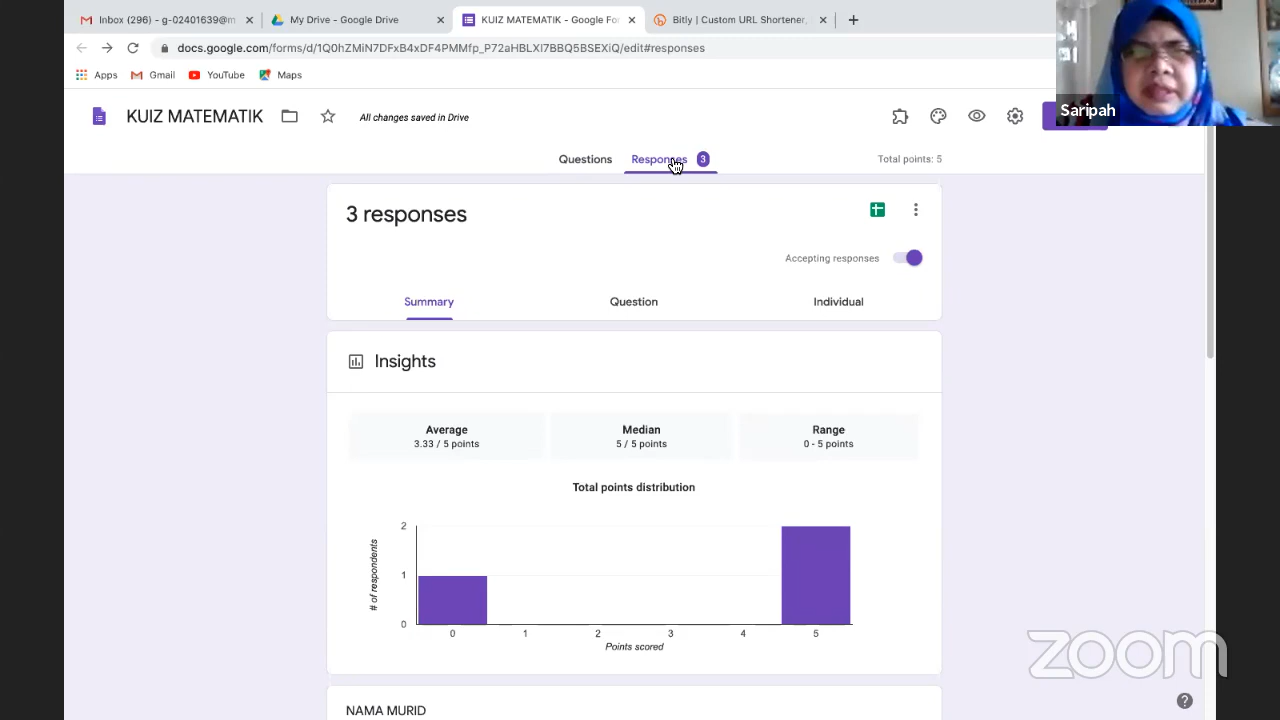 Inbox (296) - g-02401639@m
My Drive - Google Drive
KUIZ MATEMATIK - Google Fo
Bitly | Custom URL Shortener,
docs.google.com/forms/d/1Q0hZMiN7DFxB4xDF4PMMfp_P72aHBLXI7BBQ5BSEXiQ/edit#responses
Apps
Gmail
YouTube
Maps
Saripah
KUIZ MATEMATIK
All changes saved in Drive
Questions
Responses
3
Total points: 5
3 responses
Accepting responses
Summary
Question
Individual
Insights
Average
3.33 / 5 points
Median
5 / 5 points
Range
0 - 5 points
Total points distribution
# of respondents
2
1
0
0 1 2 3 4 5
Points scored
NAMA MURID
zoom